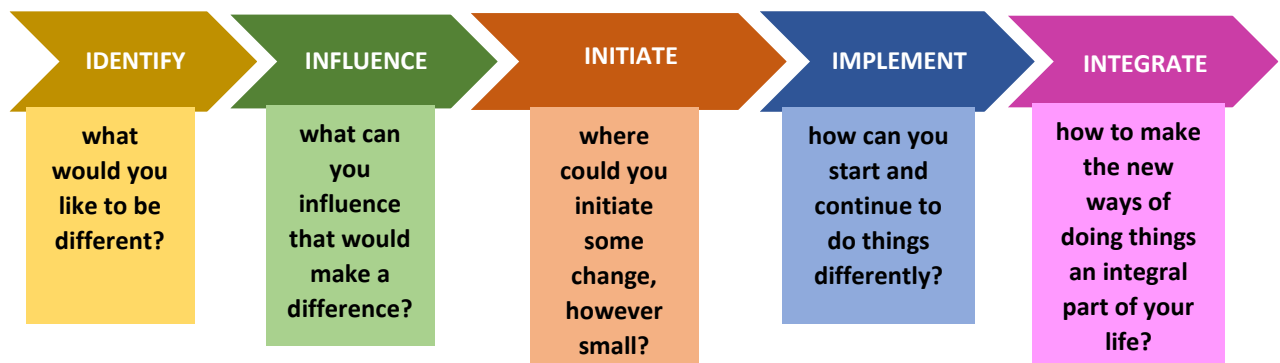 IDENTIFY
what
would you
like to be
different?
INFLUENCE
what can
you
influence
that would
make a
difference?
INITIATE
where
could you
initiate
some
change,
however
small?
IMPLEMENT
how can you
start and
continue to
do things
differently?
INTEGRATE
how to make
the new
ways of
doing things
an integral
part of your
life?